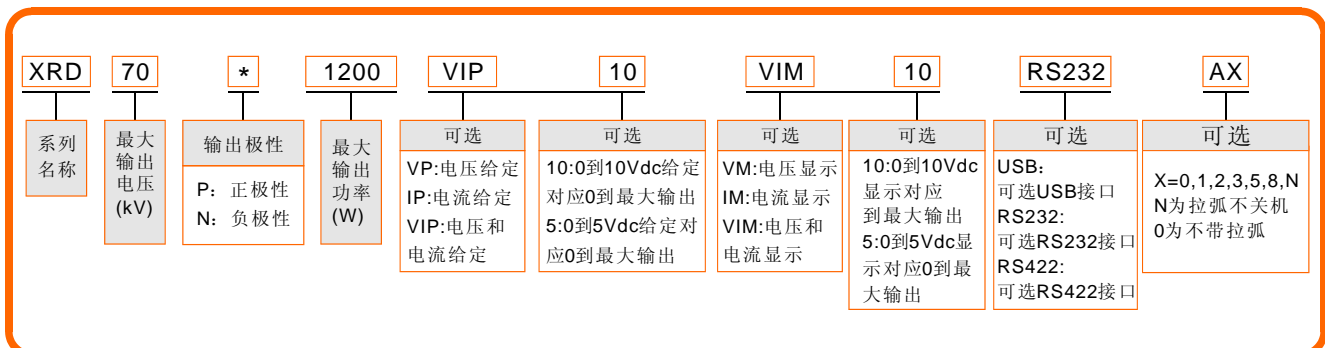 XRD 70 * 1200 VIP 10 VIM 10 RS232 AX
系列
名称
最大
输出
电压
(kV)
输出极性
P：正极性
N：负极性
最大
输出
功率
(W)
可选
VP:电压给定
IP:电流给定
VIP:电压和
电流给定
可选
10:0到10Vdc给定
对应0到最大输出
5:0到5Vdc给定对
应0到最大输出
可选
VM:电压显示
IM:电流显示
VIM:电压和
电流显示
可选
10:0到10Vdc
显示对应
到最大输出
5:0到5Vdc显
示对应0到最
大输出
可选
USB：
可选USB接口
RS232:
可选RS232接口
RS422:
可选RS422接口
可选
X=0,1,2,3,5,8,N
N为拉弧不关机
0为不带拉弧